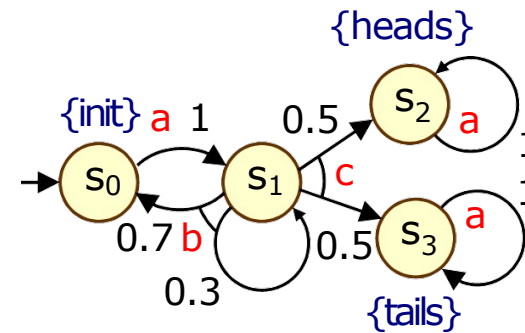 {heads}
{init} a 1
0.5
s2
a
s0
s1
c
0.7 b
0.5
s3
a
0.3
{tails}